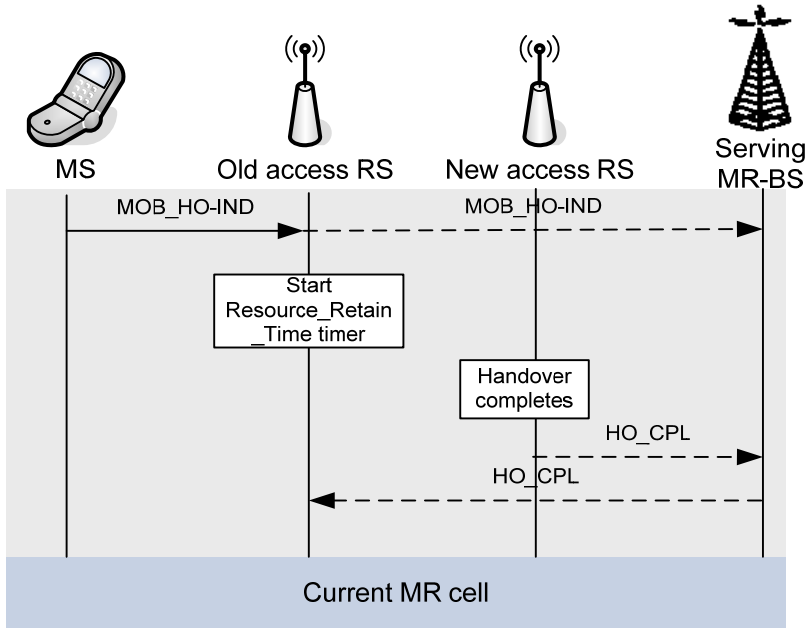 MS
Old access RS
New access RS
Serving
MR-BS
MOB_HO-IND
MOB_HO-IND
Start
Resource_Retain
_Time timer
Handover
completes
HO_CPL
HO_CPL
Current MR cell